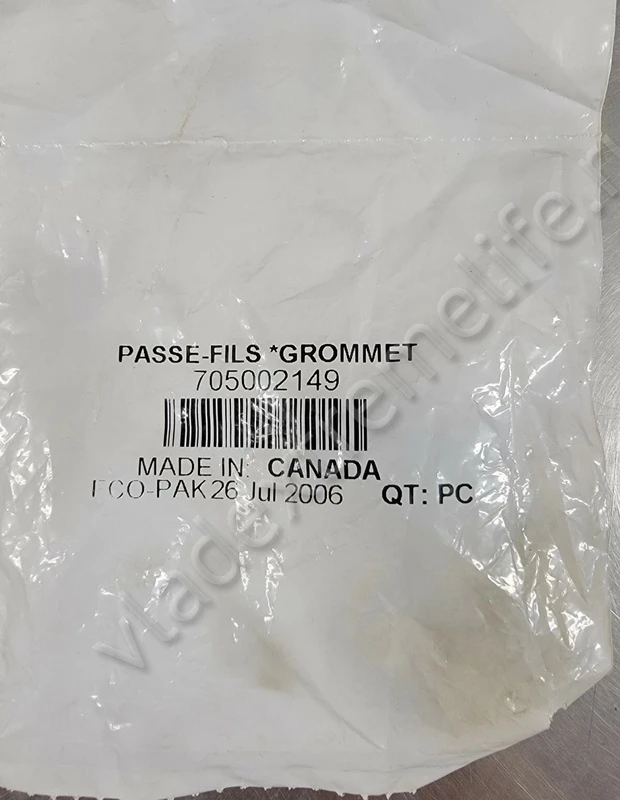 PASSE-FILS *GROMMET
705002149
MADE IN: CANADA
ECO-PAK 26 Jul 2006 QT: PC